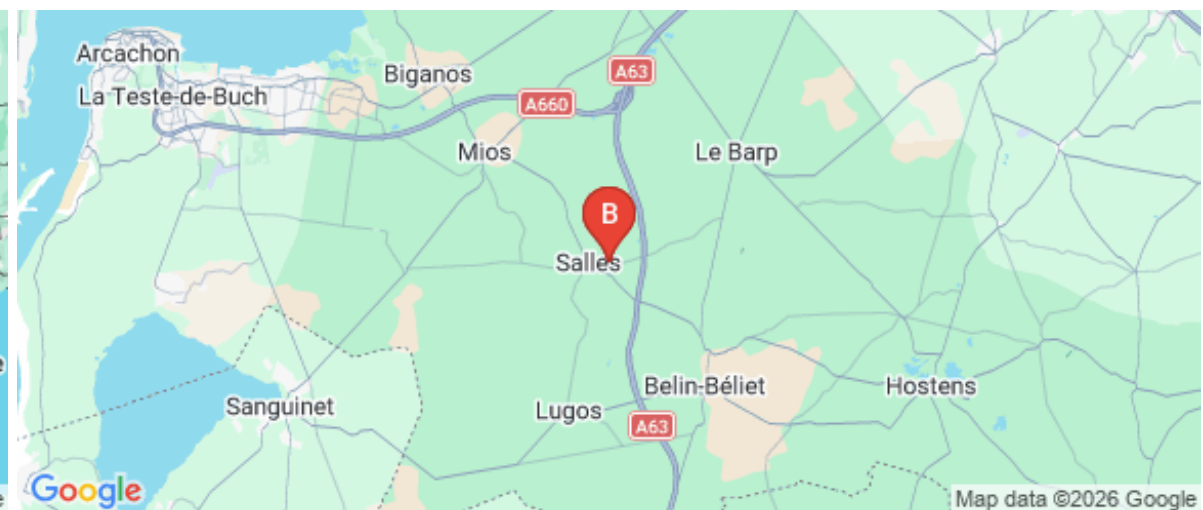 Arcachon
Biganos
A63
La Teste-de-Buch
A660
Mios
Le Barp
B
Salles
Belin-Béliet
Hostens
Sanguinet
Lugos
A63
Google
Map data ©2026 Google